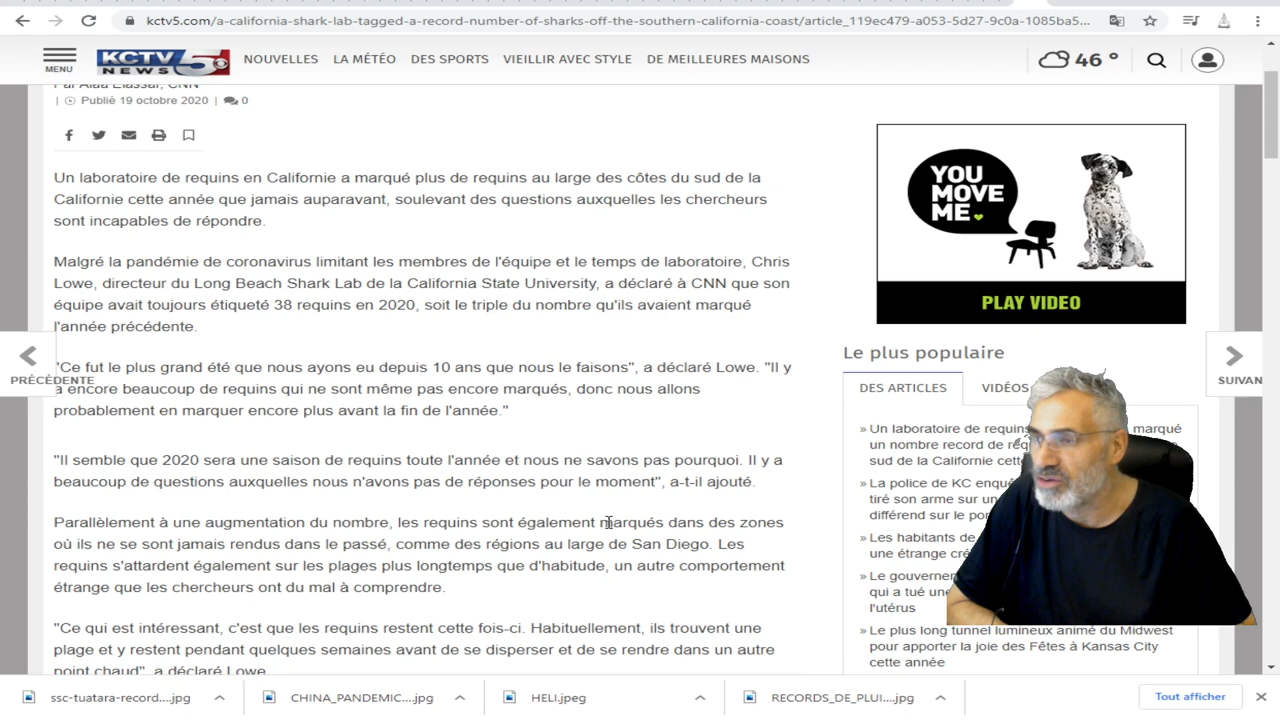 kctv5.com/a-california-shark-lab-tagged-a-record-number-of-sharks-off-the-southern-california-coast/article_119ec479-a053-5d27-9c0a-1085ba5...
MENU
KCTV5
NEWS
NOUVELLES LA MÉTÉO DES SPORTS VIEILLIR AVEC STYLE DE MEILLEURES MAISONS
46 °
Par Alaa Elassar, CNN
| Publié 19 octobre 2020 | 0
Un laboratoire de requins en Californie a marqué plus de requins au large des côtes du sud de la
Californie cette année que jamais auparavant, soulevant des questions auxquelles les chercheurs
sont incapables de répondre.
Malgré la pandémie de coronavirus limitant les membres de l'équipe et le temps de laboratoire, Chris
Lowe, directeur du Long Beach Shark Lab de la California State University, a déclaré à CNN que son
équipe avait toujours étiqueté 38 requins en 2020, soit le triple du nombre qu'ils avaient marqué
l'année précédente.
"Ce fut le plus grand été que nous ayons eu depuis 10 ans que nous le faisons", a déclaré Lowe. "Il y
a encore beaucoup de requins qui ne sont même pas encore marqués, donc nous allons
probablement en marquer encore plus avant la fin de l'année."
"Il semble que 2020 sera une saison de requins toute l'année et nous ne savons pas pourquoi. Il y a
beaucoup de questions auxquelles nous n'avons pas de réponses pour le moment", a-t-il ajouté.
Parallèlement à une augmentation du nombre, les requins sont également marqués dans des zones
où ils ne se sont jamais rendus dans le passé, comme des régions au large de San Diego. Les
requins s'attardent également sur les plages plus longtemps que d'habitude, un autre comportement
étrange que les chercheurs ont du mal à comprendre.
"Ce qui est intéressant, c'est que les requins restent cette fois-ci. Habituellement, ils trouvent une
plage et y restent pendant quelques semaines avant de se disperser et de se rendre dans un autre
point chaud", a déclaré Lowe.
PRÉCÉDENTE
YOU
MOVE
ME
PLAY VIDEO
SUIVAN
Le plus populaire
DES ARTICLES VIDÉOS
» Un laboratoire de requins marqué
un nombre record de
sud de la Californie
» La police de KC
tiré son arme sur un
différend sur le
» Les habitants de
une étrange
» Le
qui a tué une
l'utérus
» Le plus long tunnel lumineux animé du Midwest
pour apporter la joie des Fêtes à Kansas City
cette année
ssc-tuatara-record....jpg
CHINA_PANDEMIC....jpg
HELI.jpeg
RECORDS_DE_PLUI....jpg
Tout afficher